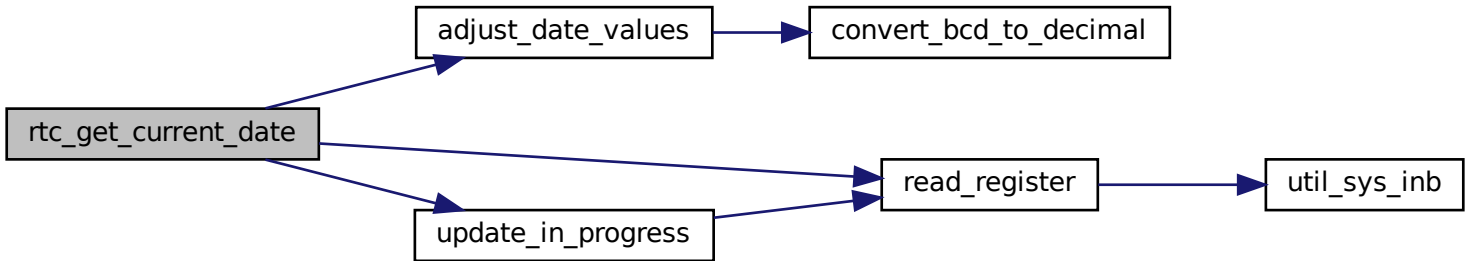 adjust_date_values
convert_bcd_to_decimal
rtc_get_current_date
read_register
util_sys_inb
update_in_progress